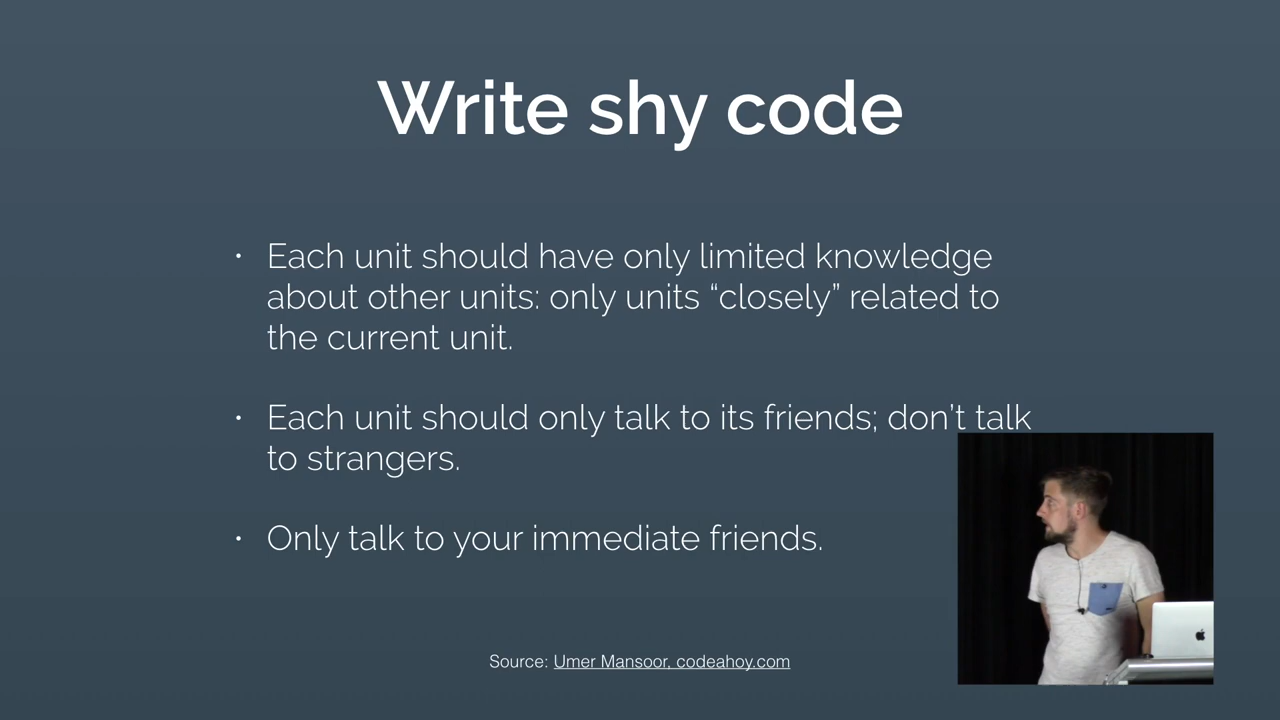 Write shy code
• Each unit should have only limited knowledge
about other units: only units “closely” related to
the current unit.
• Each unit should only talk to its friends; don’t talk
to strangers.
• Only talk to your immediate friends.
Source: Umer Mansoor, codeahoy.com